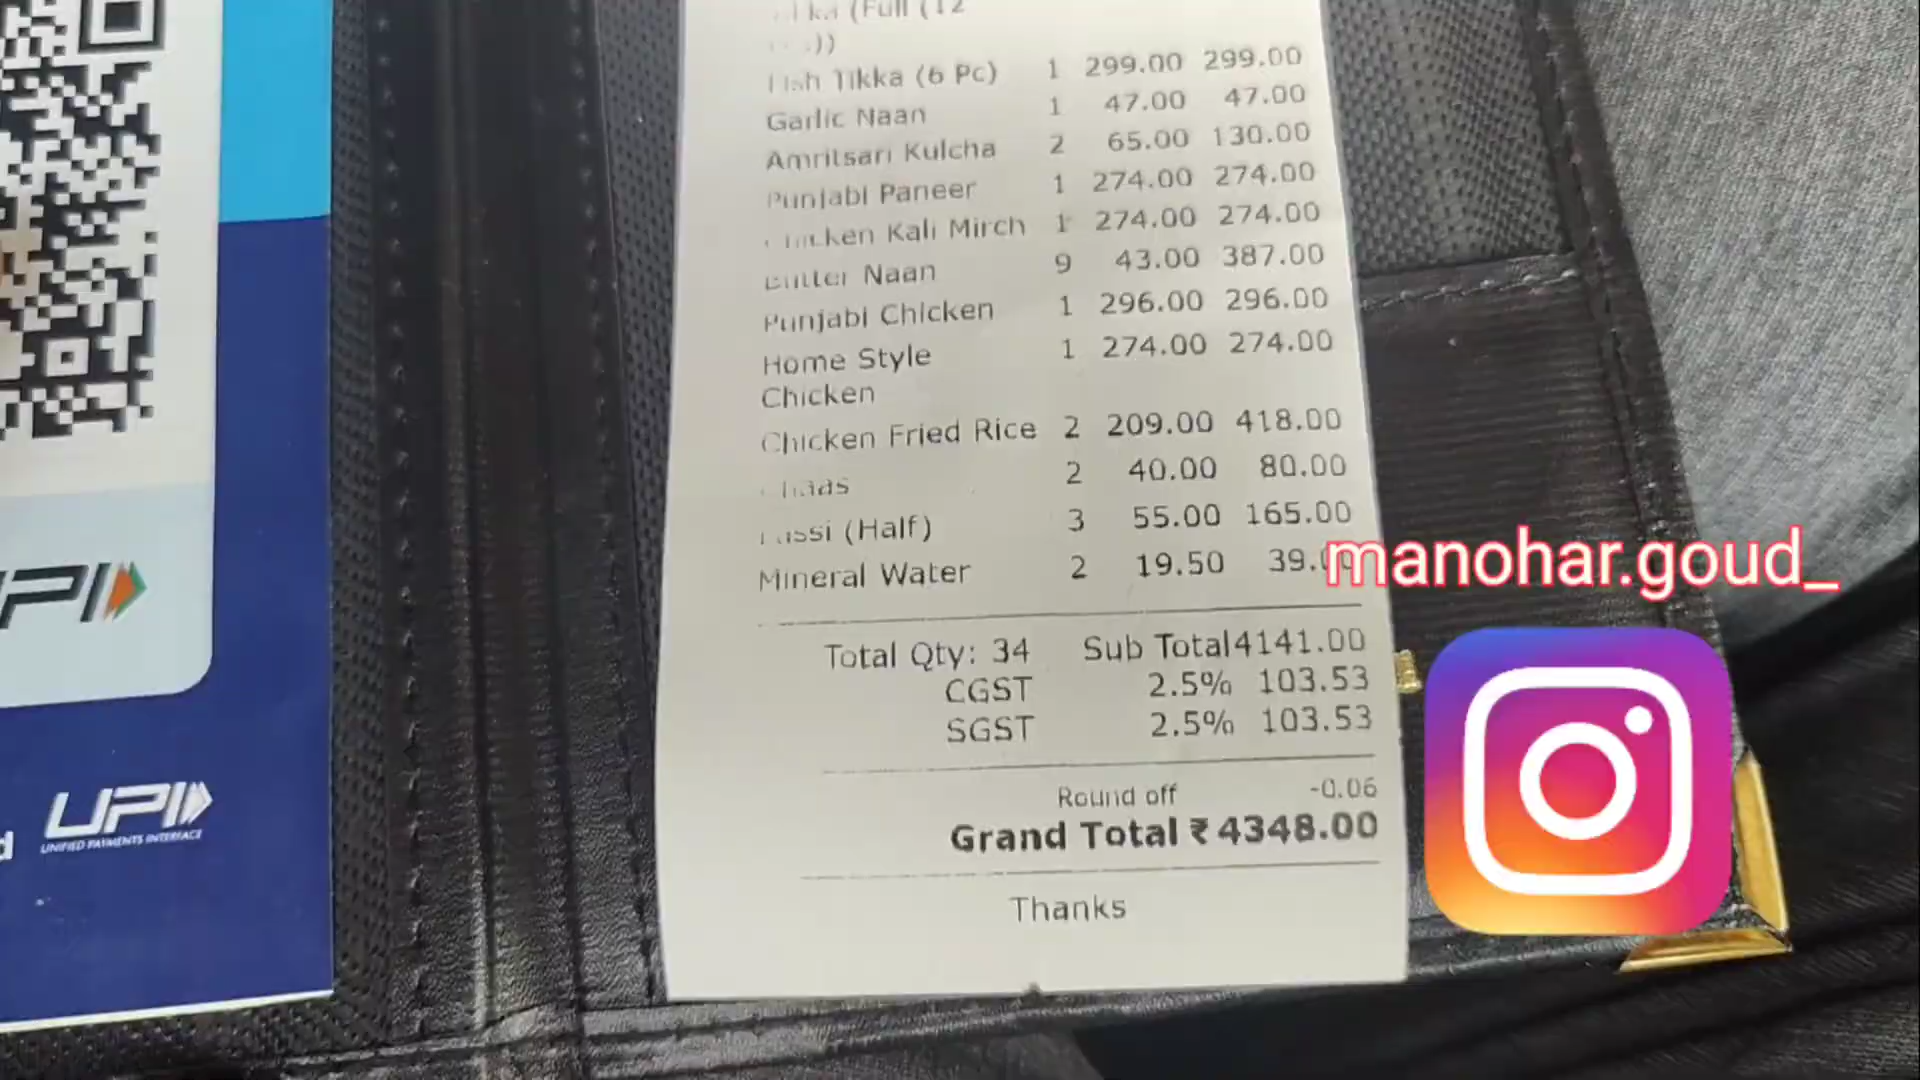 (Full (12
))
Fish Tikka (6 Pc) 1 299.00 299.00
Garlic Naan 1 47.00 47.00
Amritsari Kulcha 2 65.00 130.00
Punjabi Paneer 1 274.00 274.00
Chicken Kali Mirch 1 274.00 274.00
Butter Naan 9 43.00 387.00
Punjabi Chicken 1 296.00 296.00
Home Style 1 274.00 274.00
Chicken
Chicken Fried Rice 2 209.00 418.00
Chaas 2 40.00 80.00
Lassi (Half) 3 55.00 165.00
Mineral Water 2 19.50 39.00
Total Qty: 34 Sub Total 4141.00
CGST 2.5% 103.53
SGST 2.5% 103.53
Round off -0.06
Grand Total ₹ 4348.00
Thanks
manohar.goud_
UPI
UNIFIED PAYMENTS INTERFACE